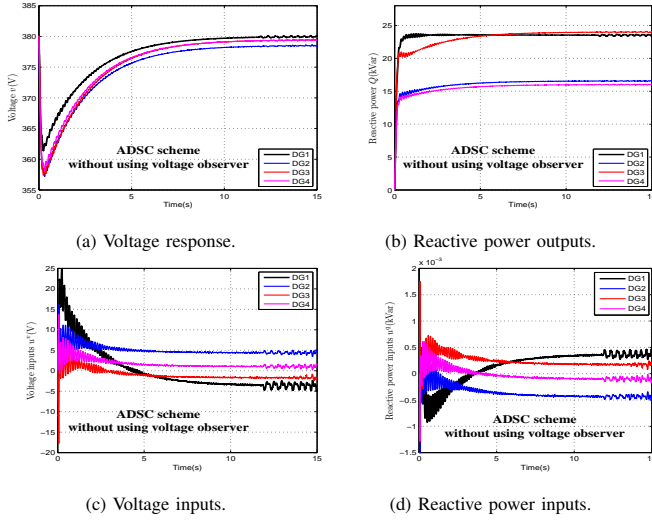 385
380
375
370
365
360
355
Voltage v(V)
ADSC scheme
without using voltage observer
DG1
DG2
DG3
DG4
0
5
10
15
Time(s)
(a) Voltage response.
25
20
15
10
5
0
Reactive power Q(kVar)
ADSC scheme
without using voltage observer
DG1
DG2
DG3
DG4
0
5
10
15
Time(s)
(b) Reactive power outputs.
25
20
15
10
5
0
−5
−10
−15
−20
Voltage inputs uᵛ(V)
DG1
DG2
DG3
DG4
ADSC scheme
without using voltage observer
0
5
10
15
Time(s)
(c) Voltage inputs.
x 10⁻³
2
1.5
1
0.5
0
−0.5
−1
−1.5
Reactive power inputs u^q(kVar)
DG1
DG2
DG3
DG4
ADSC scheme
without using voltage observer
0
5
10
15
Time(s)
(d) Reactive power inputs.